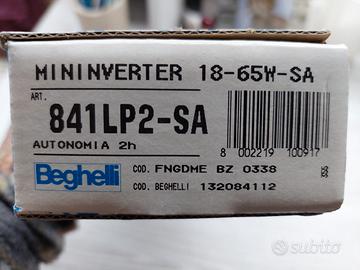 MININVERTER 18-65W-SA
ART.
841LP2-SA
AUTONOMIA 2h
8 002219 100917
Beghelli
COD. FNGDME BZ 0338
COD. BEGHELLI 132084112
subito